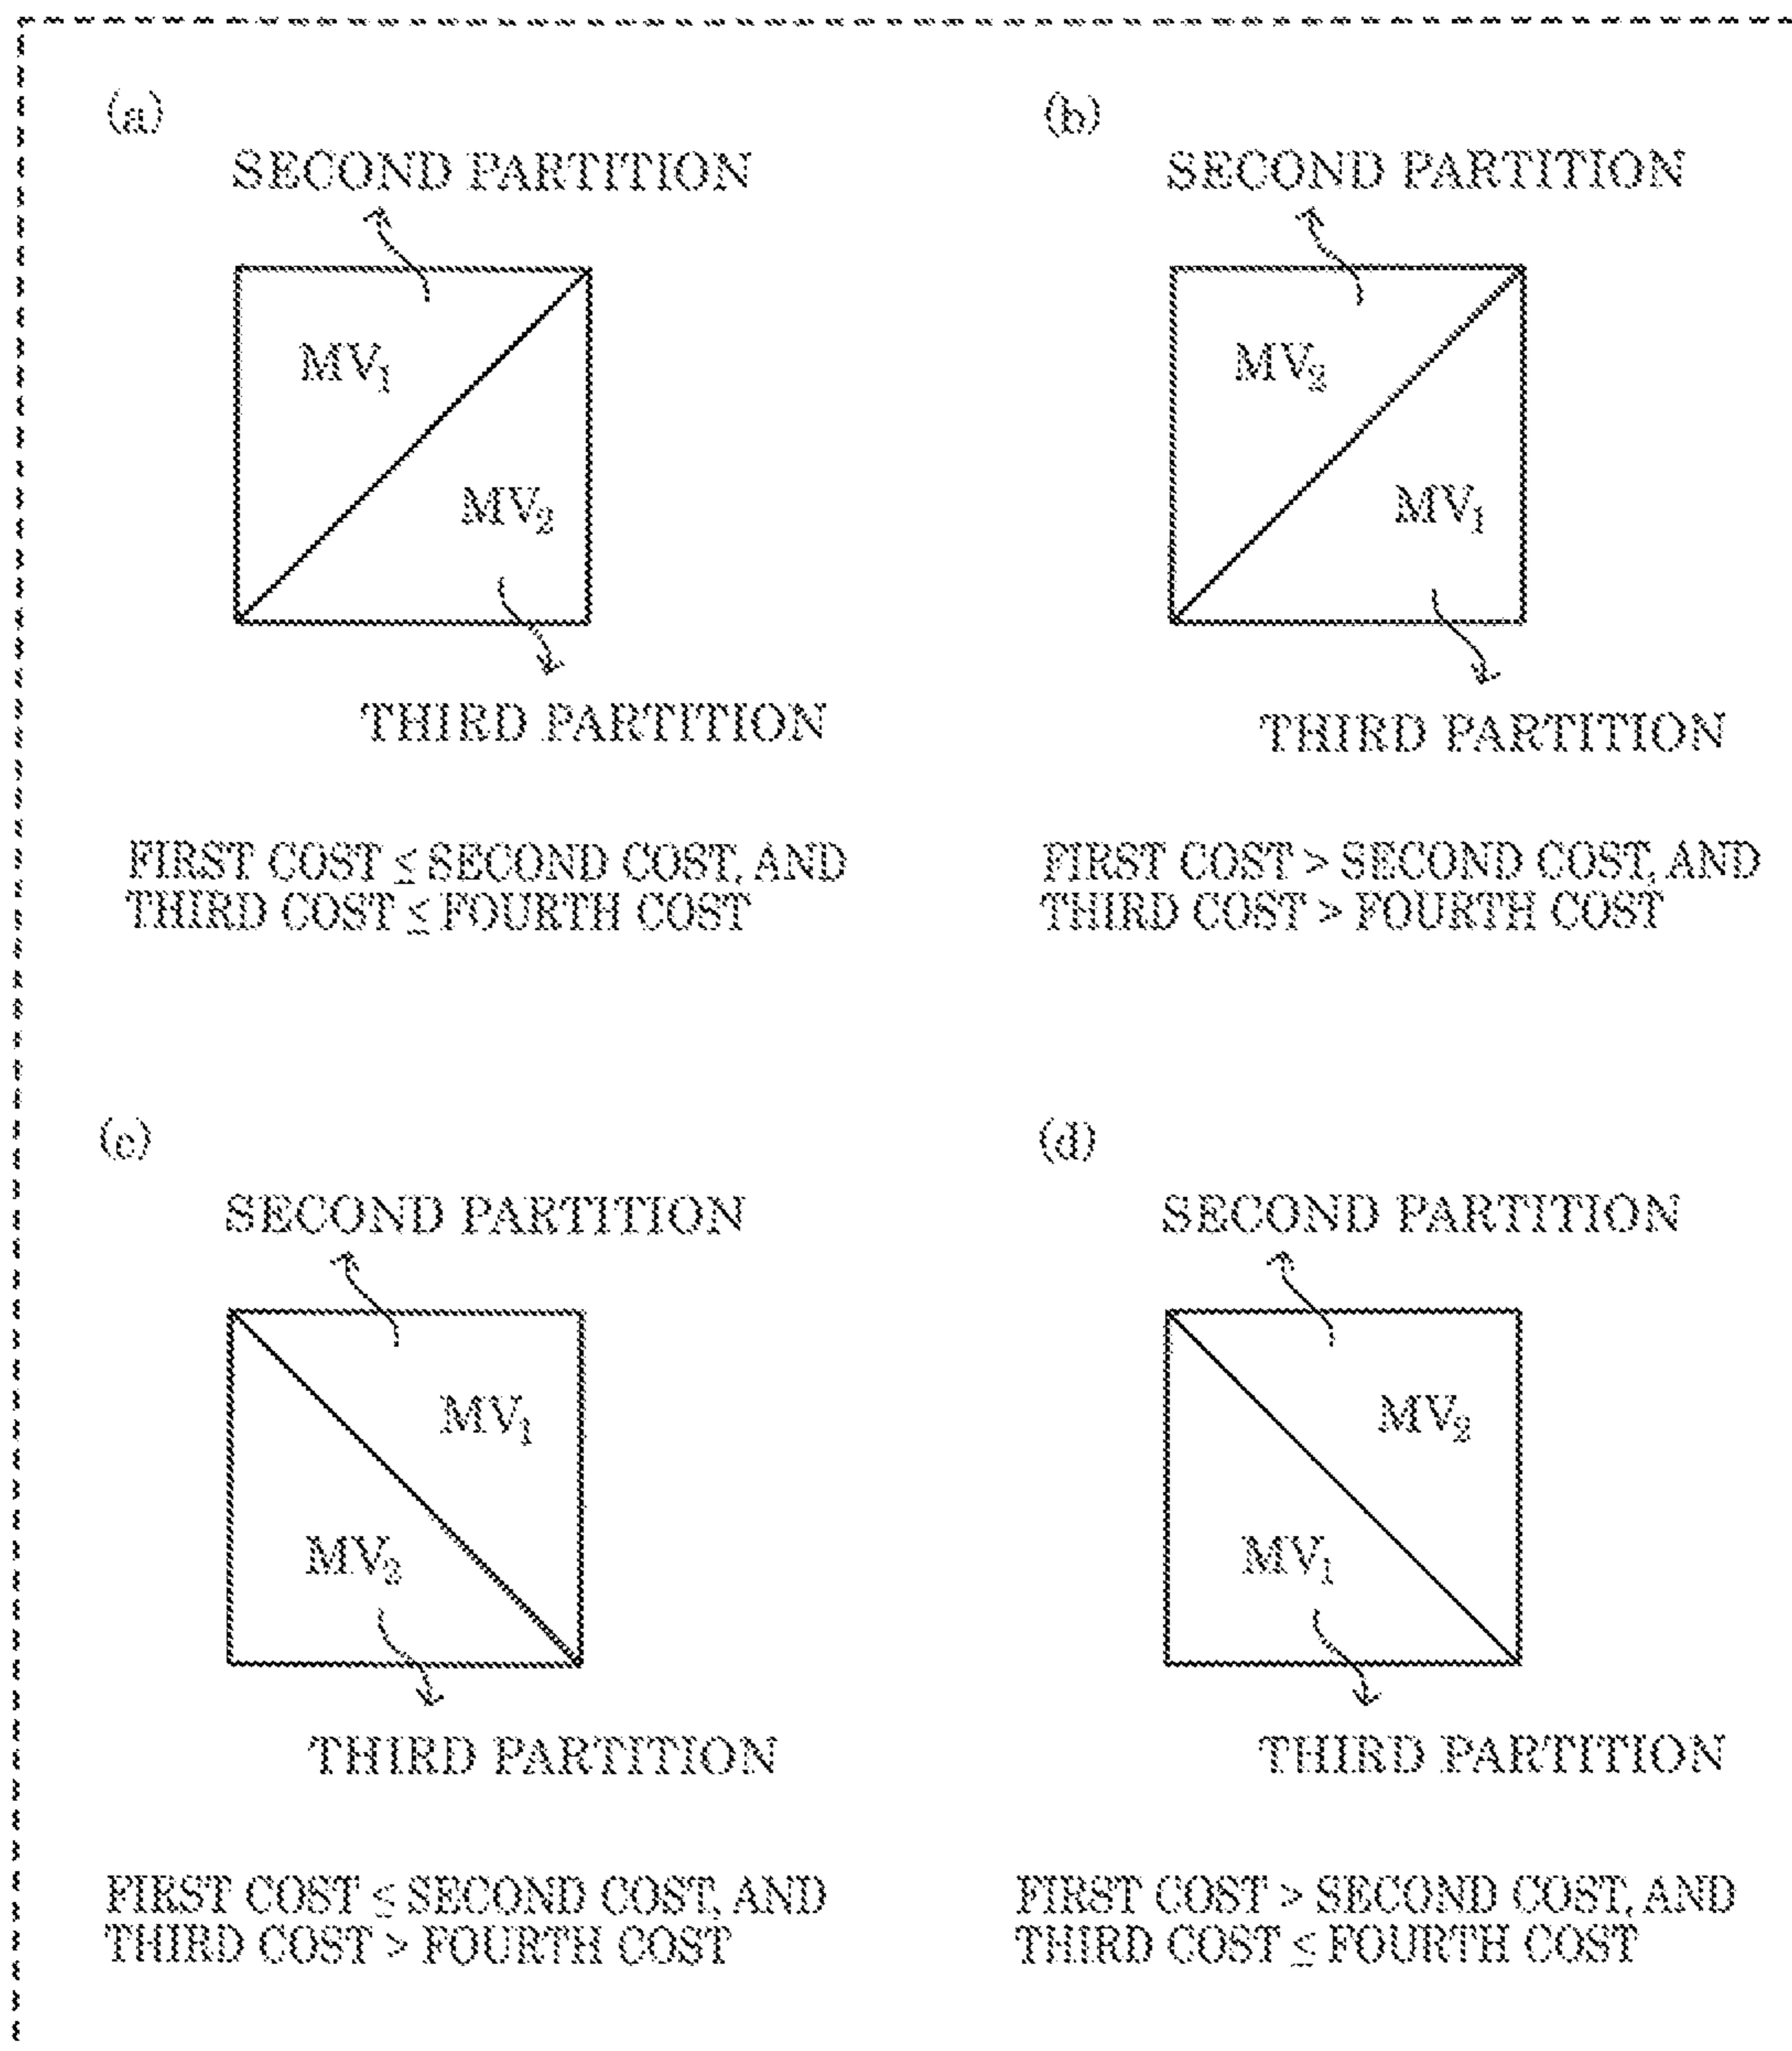 (a)
SECOND PARTITION
MV₁
MV₂
THIRD PARTITION
FIRST COST ≤ SECOND COST, AND
THIRD COST ≤ FOURTH COST
(b)
SECOND PARTITION
MV₂
MV₁
THIRD PARTITION
FIRST COST > SECOND COST, AND
THIRD COST > FOURTH COST
(c)
SECOND PARTITION
MV₁
MV₂
THIRD PARTITION
FIRST COST ≤ SECOND COST, AND
THIRD COST > FOURTH COST
(d)
SECOND PARTITION
MV₂
MV₁
THIRD PARTITION
FIRST COST > SECOND COST, AND
THIRD COST ≤ FOURTH COST